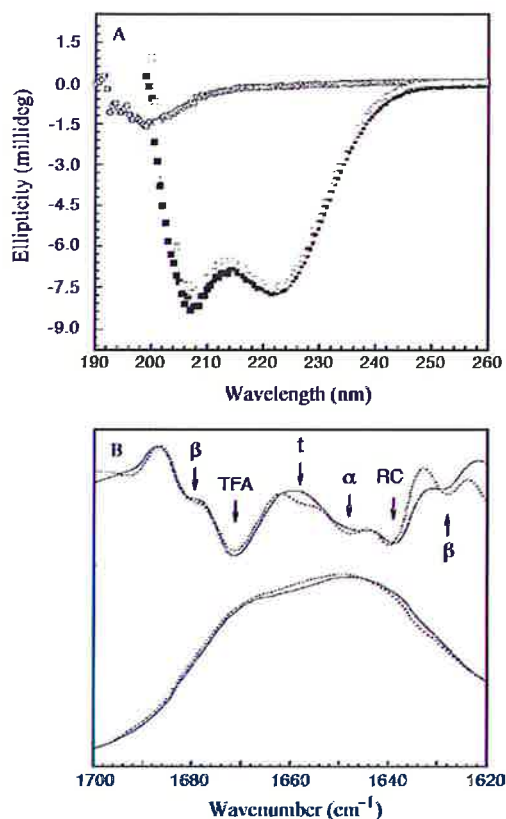 A
1.5
0.0
-1.5
-3.0
-4.5
-6.0
-7.5
-9.0
Ellipticity (millideg)
190 200 210 220 230 240 250 260
Wavelength (nm)
B
β
TFA
t
α
RC
β
1700 1680 1660 1640 1620
Wavenumber (cm⁻¹)